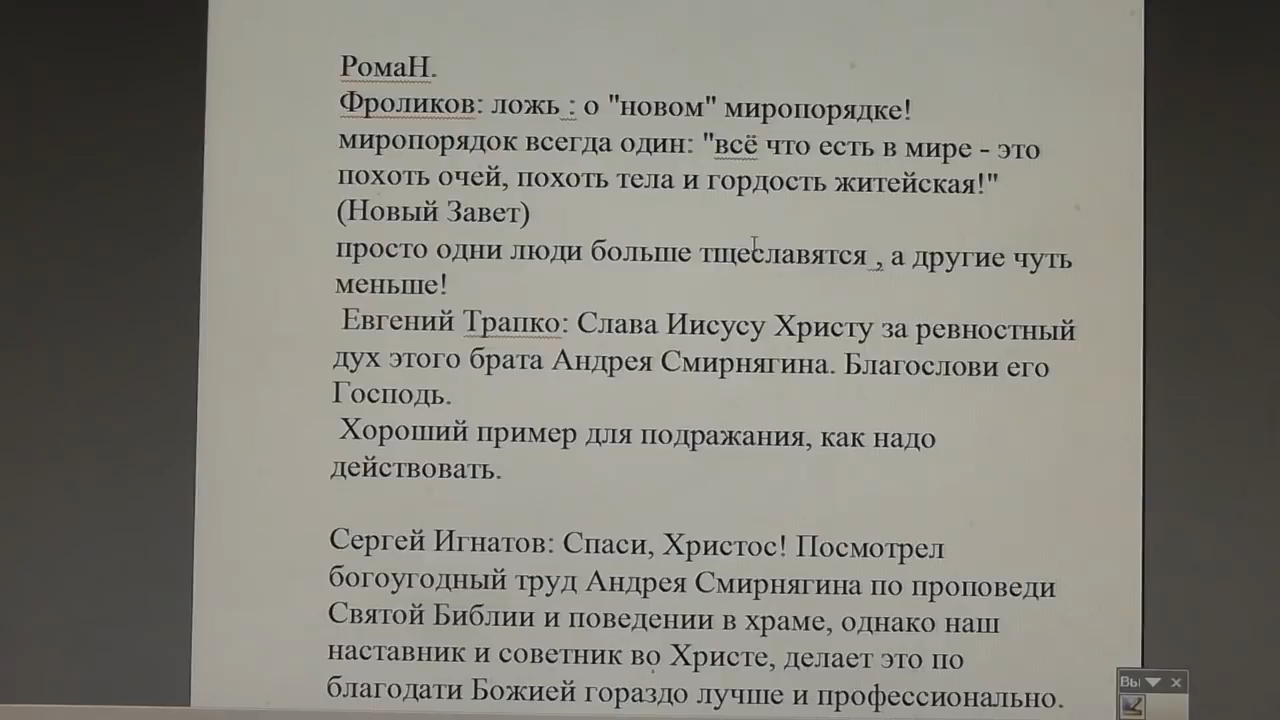 РомаН.
Фроликов: ложь : о "новом" миропорядке!
миропорядок всегда один: "всё что есть в мире - это
похоть очей, похоть тела и гордость житейская!"
(Новый Завет)
просто одни люди больше тщеславятся , а другие чуть
меньше!
Евгений Трапко: Слава Иисусу Христу за ревностный
дух этого брата Андрея Смирнягина. Благослови его
Господь.
Хороший пример для подражания, как надо
действовать.
Сергей Игнатов: Спаси, Христос! Посмотрел
богоугодный труд Андрея Смирнягина по проповеди
Святой Библии и поведении в храме, однако наш
наставник и советник во Христе, делает это по
благодати Божией гораздо лучше и профессионально.
Вы